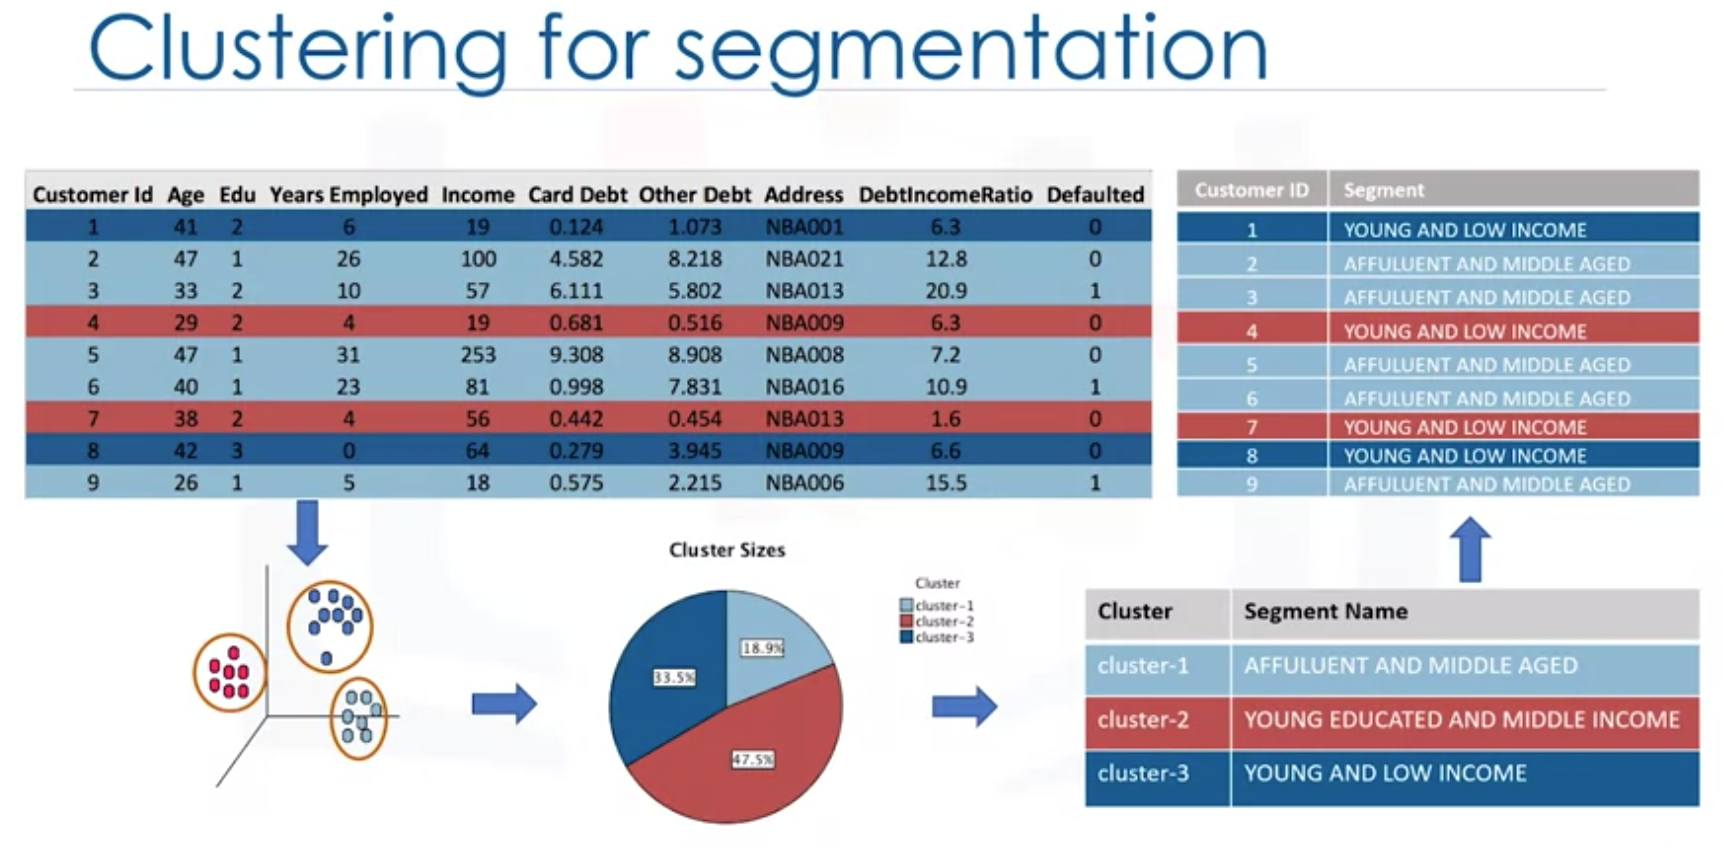 Clustering for segmentation
Customer Id Age Edu Years Employed Income Card Debt Other Debt Address DebtIncomeRatio Defaulted
1 41 2 6 19 0.124 1.073 NBA001 6.3 0
2 47 1 26 100 4.582 8.218 NBA021 12.8 0
3 33 2 10 57 6.111 5.802 NBA013 20.9 1
4 29 2 4 19 0.681 0.516 NBA009 6.3 0
5 47 1 31 253 9.308 8.908 NBA008 7.2 0
6 40 1 23 81 0.998 7.831 NBA016 10.9 1
7 38 2 4 56 0.442 0.454 NBA013 1.6 0
8 42 3 0 64 0.279 3.945 NBA009 6.6 0
9 26 1 5 18 0.575 2.215 NBA006 15.5 1
Customer ID Segment
1 YOUNG AND LOW INCOME
2 AFFULUENT AND MIDDLE AGED
3 AFFULUENT AND MIDDLE AGED
4 YOUNG AND LOW INCOME
5 AFFULUENT AND MIDDLE AGED
6 AFFULUENT AND MIDDLE AGED
7 YOUNG AND LOW INCOME
8 YOUNG AND LOW INCOME
9 AFFULUENT AND MIDDLE AGED
Cluster Sizes
18.9%
33.5%
47.5%
Cluster
cluster-1
cluster-2
cluster-3
Cluster Segment Name
cluster-1 AFFULUENT AND MIDDLE AGED
cluster-2 YOUNG EDUCATED AND MIDDLE INCOME
cluster-3 YOUNG AND LOW INCOME